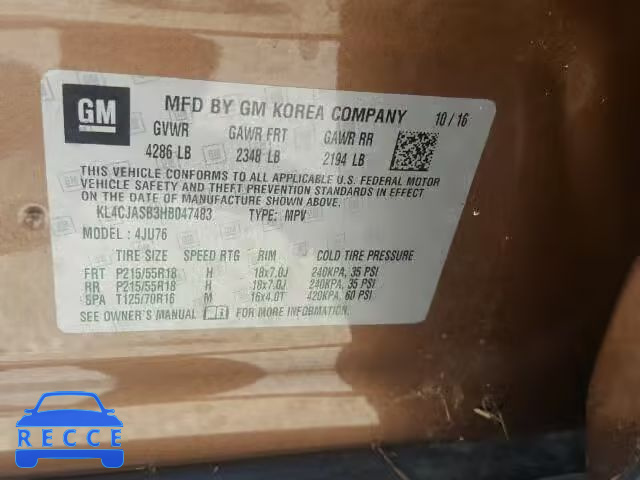 GM
MFD BY GM KOREA COMPANY 10 / 16
GVWR GAWR FRT GAWR RR
4286 LB 2348 LB 2194 LB
THIS VEHICLE CONFORMS TO ALL APPLICABLE U.S. FEDERAL MOTOR
VEHICLE SAFETY AND THEFT PREVENTION STANDARDS IN EFFECT
ON THE DATE OF MANUFACTURE SHOWN ABOVE.
KL4CJASB3HB047483 TYPE: MPV
MODEL : 4JU76
TIRE SIZE SPEED RTG RIM COLD TIRE PRESSURE
FRT P215/55R18 H 18x7.0J 240KPA, 35 PSI
RR P215/55R18 H 18x7.0J 240KPA, 35 PSI
SPA T125/70R16 M 16x4.0T 420KPA, 60 PSI
SEE OWNER'S MANUAL FOR MORE INFORMATION
RECCE